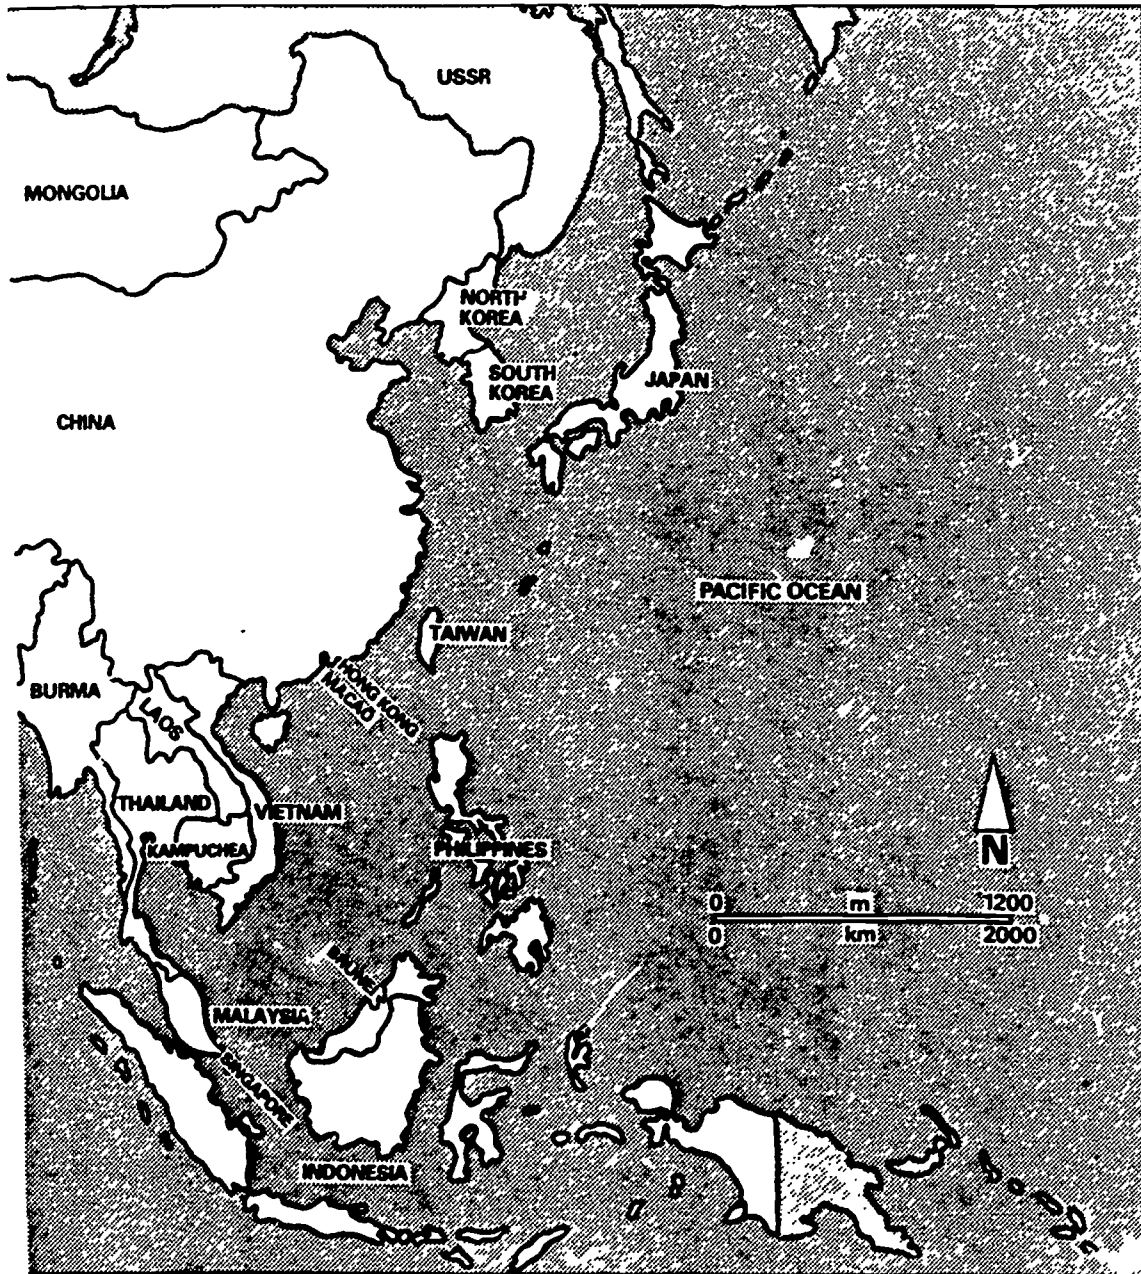 USSR
MONGOLIA
NORTH
KOREA
SOUTH
KOREA
JAPAN
CHINA
PACIFIC OCEAN
TAIWAN
HONG KONG
MACAO
BURMA
LAOS
THAILAND
VIETNAM
KAMPUCHEA
PHILIPPINES
N
0 m 1200
0 km 2000
BRUNEI
MALAYSIA
SINGAPORE
INDONESIA